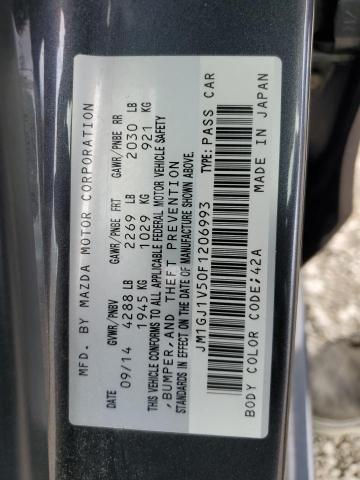 MFD. BY MAZDA MOTOR CORPORATION
DATE GVWR/PNBV GAWR/PNBE FRT GAWR/PNBE RR
09/14 4288 LB 2269 LB 2030 LB
1945 KG 1029 KG 921 KG
THIS VEHICLE CONFORMS TO ALL APPLICABLE FEDERAL MOTOR VEHICLE SAFETY
,BUMPER,AND THEFT PREVENTION
STANDARDS IN EFFECT ON THE DATE OF MANUFACTURE SHOWN ABOVE.
JM1GJ1V50F1206993 TYPE: PASS CAR
BODY COLOR CODE;42A MADE IN JAPAN